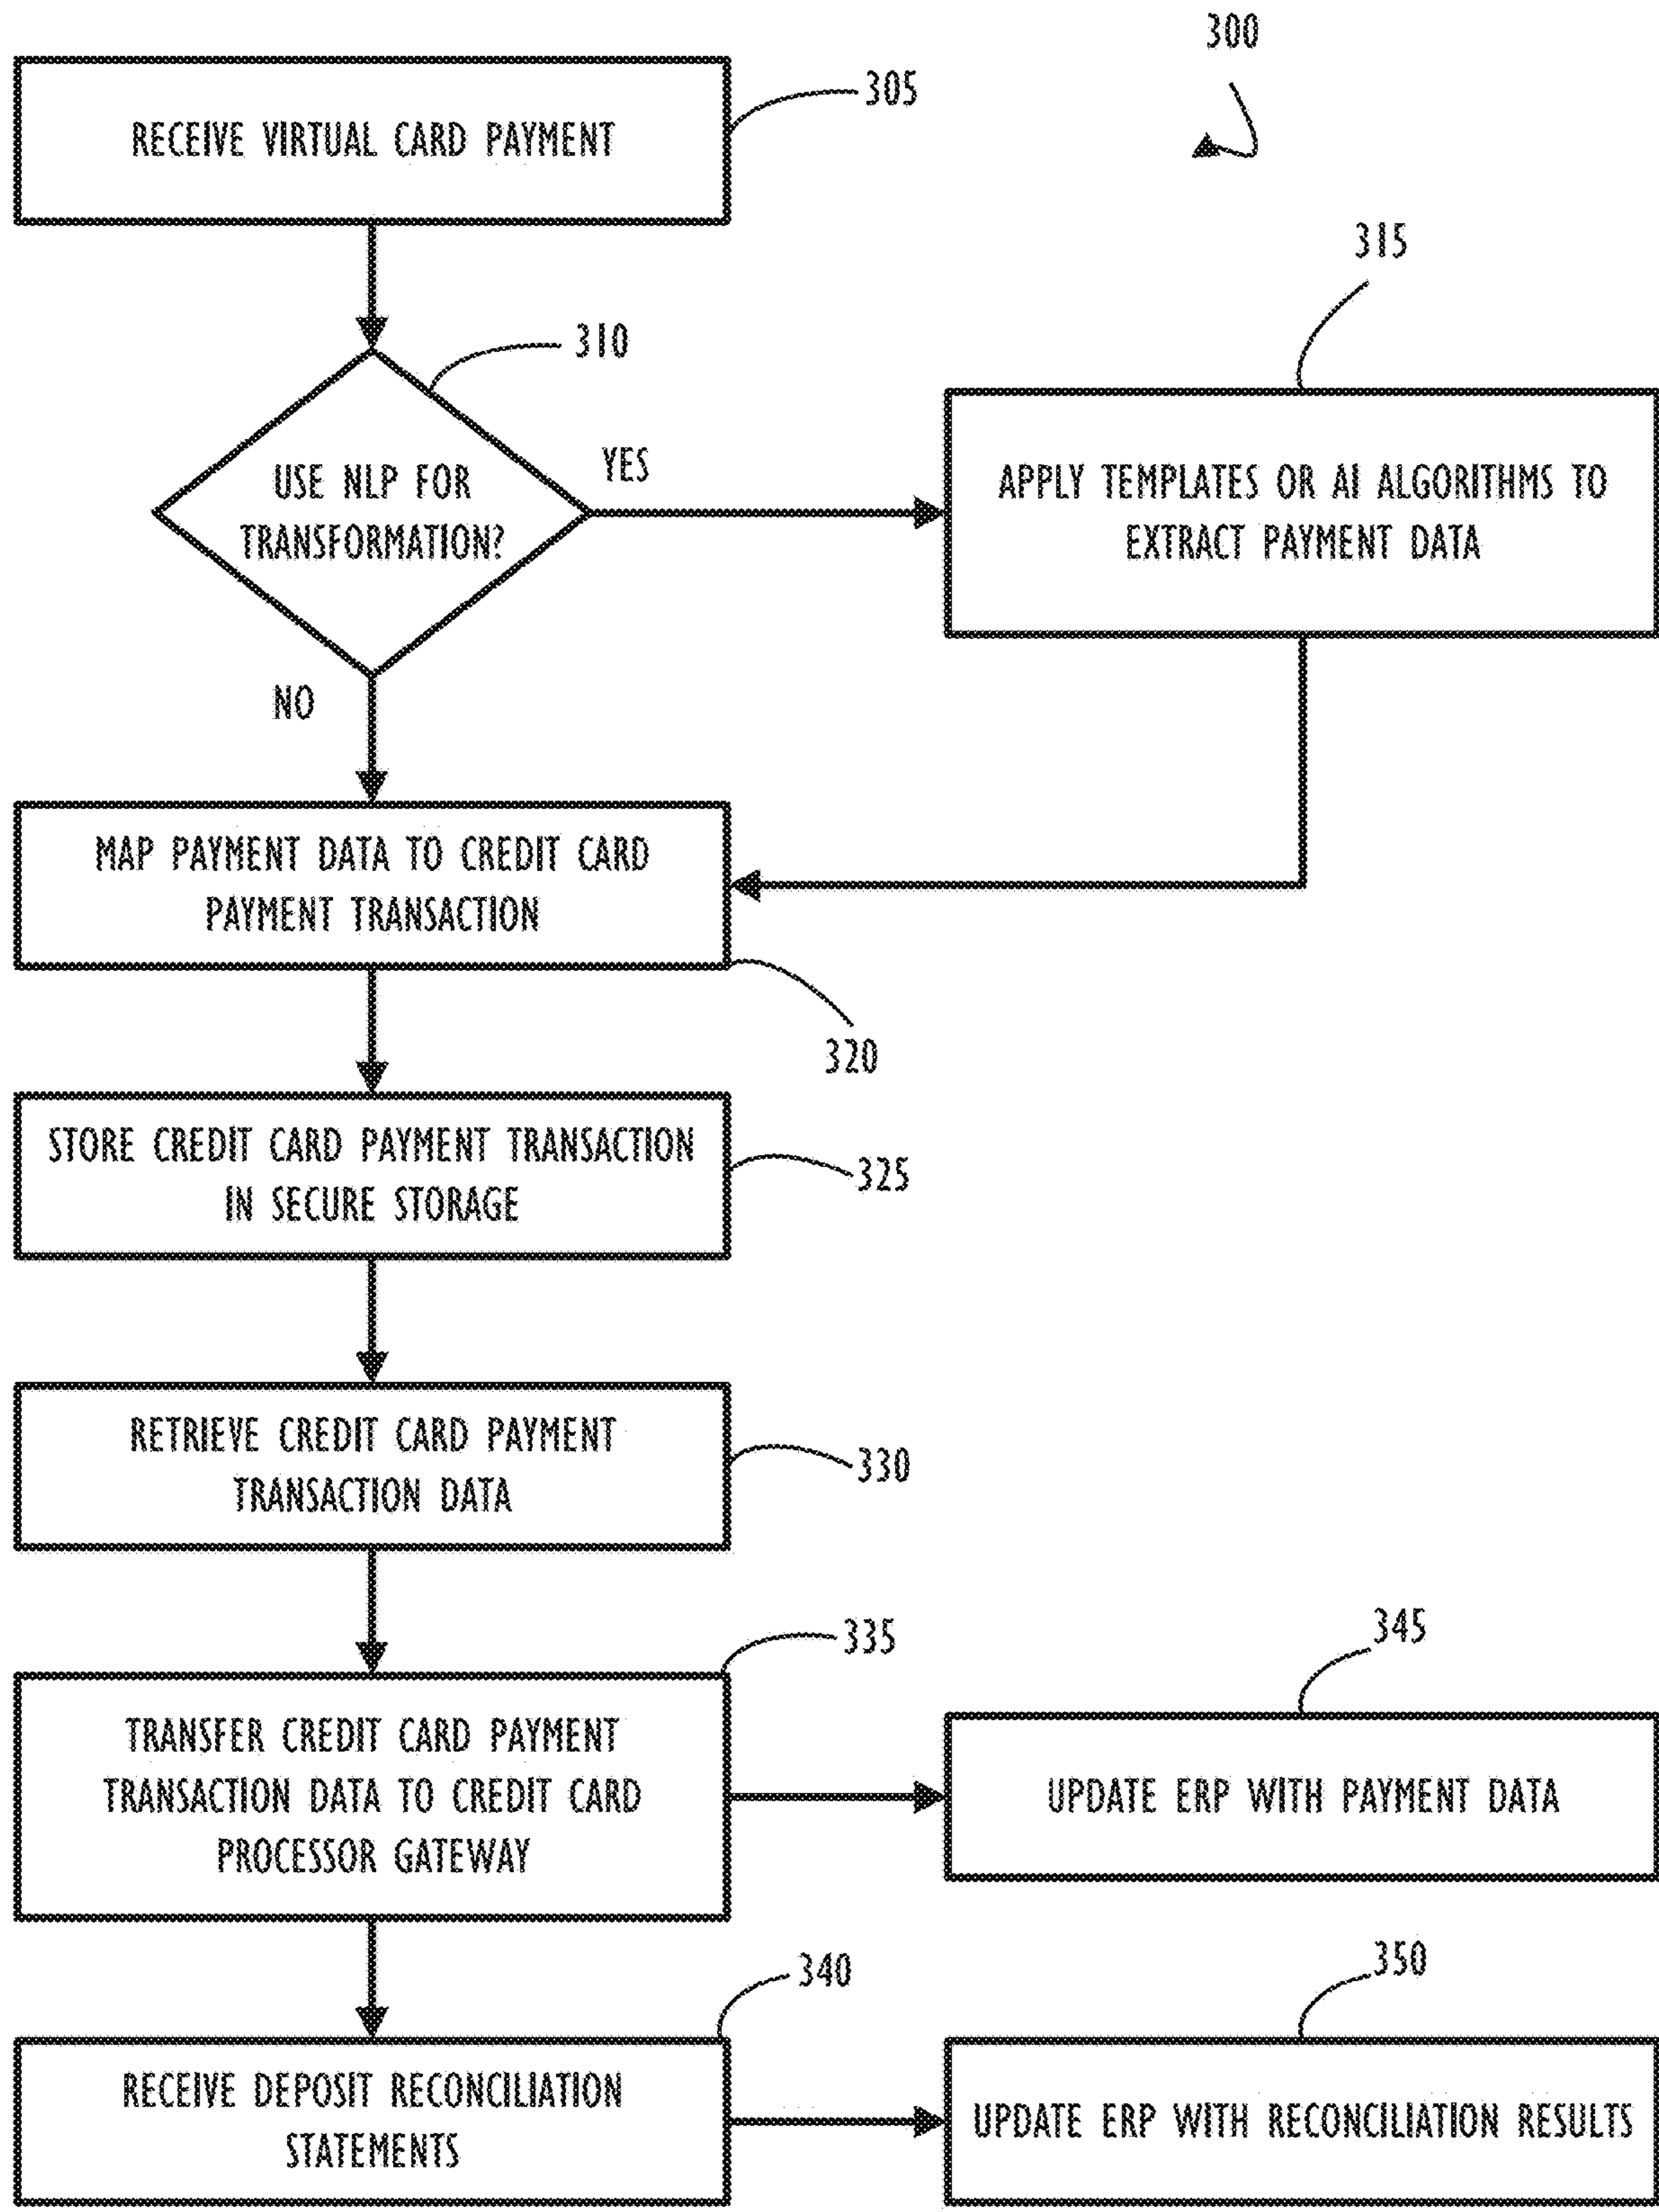 300
RECEIVE VIRTUAL CARD PAYMENT
305
310
USE NLP FOR
TRANSFORMATION?
YES
NO
315
APPLY TEMPLATES OR AI ALGORITHMS TO
EXTRACT PAYMENT DATA
MAP PAYMENT DATA TO CREDIT CARD
PAYMENT TRANSACTION
320
STORE CREDIT CARD PAYMENT TRANSACTION
IN SECURE STORAGE
325
RETRIEVE CREDIT CARD PAYMENT
TRANSACTION DATA
330
335
TRANSFER CREDIT CARD PAYMENT
TRANSACTION DATA TO CREDIT CARD
PROCESSOR GATEWAY
345
UPDATE ERP WITH PAYMENT DATA
340
RECEIVE DEPOSIT RECONCILIATION
STATEMENTS
350
UPDATE ERP WITH RECONCILIATION RESULTS